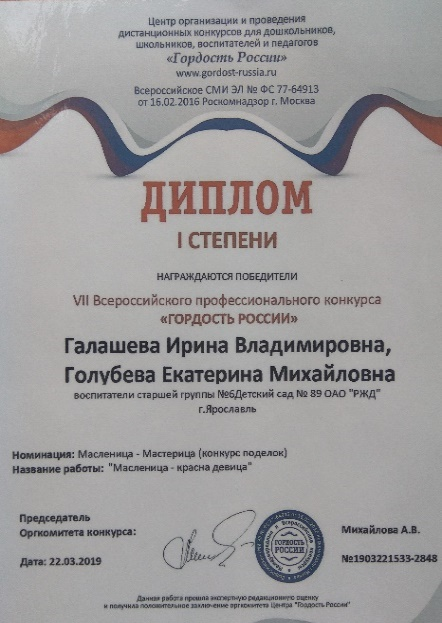 Центр организации и проведения
дистанционных конкурсов для дошкольников,
школьников, воспитателей и педагогов
«Гордость России»
www.gordost-russia.ru
Всероссийское СМИ ЭЛ № ФС 77-64913
от 16.02.2016 Роскомнадзор г. Москва
ДИПЛОМ
I СТЕПЕНИ
НАГРАЖДАЮТСЯ ПОБЕДИТЕЛИ
VII Всероссийского профессионального конкурса
«ГОРДОСТЬ РОССИИ»
Галашева Ирина Владимировна,
Голубева Екатерина Михайловна
воспитатели старшей группы №6Детский сад № 89 ОАО "РЖД"
г.Ярославль
Номинация: Масленица - Мастерица (конкурс поделок)
Название работы: "Масленица - красна девица"
Председатель
Оргкомитета конкурса:
Михайлова А.В.
ГОРДОСТЬ
РОССИИ
Дата: 22.03.2019
№1903221533-2848
Данная работа прошла экспертную редакционную оценку
и получила положительное заключение оргкомитета Центра "Гордость России"